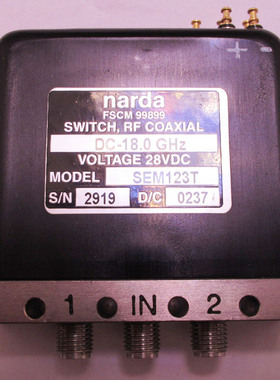 + -
narda
FSCM 99899
SWITCH, RF COAXIAL
DC-18.0 GHz
VOLTAGE 28VDC
MODEL SEM123T
S/N 2919 D/C 0237
1 IN 2